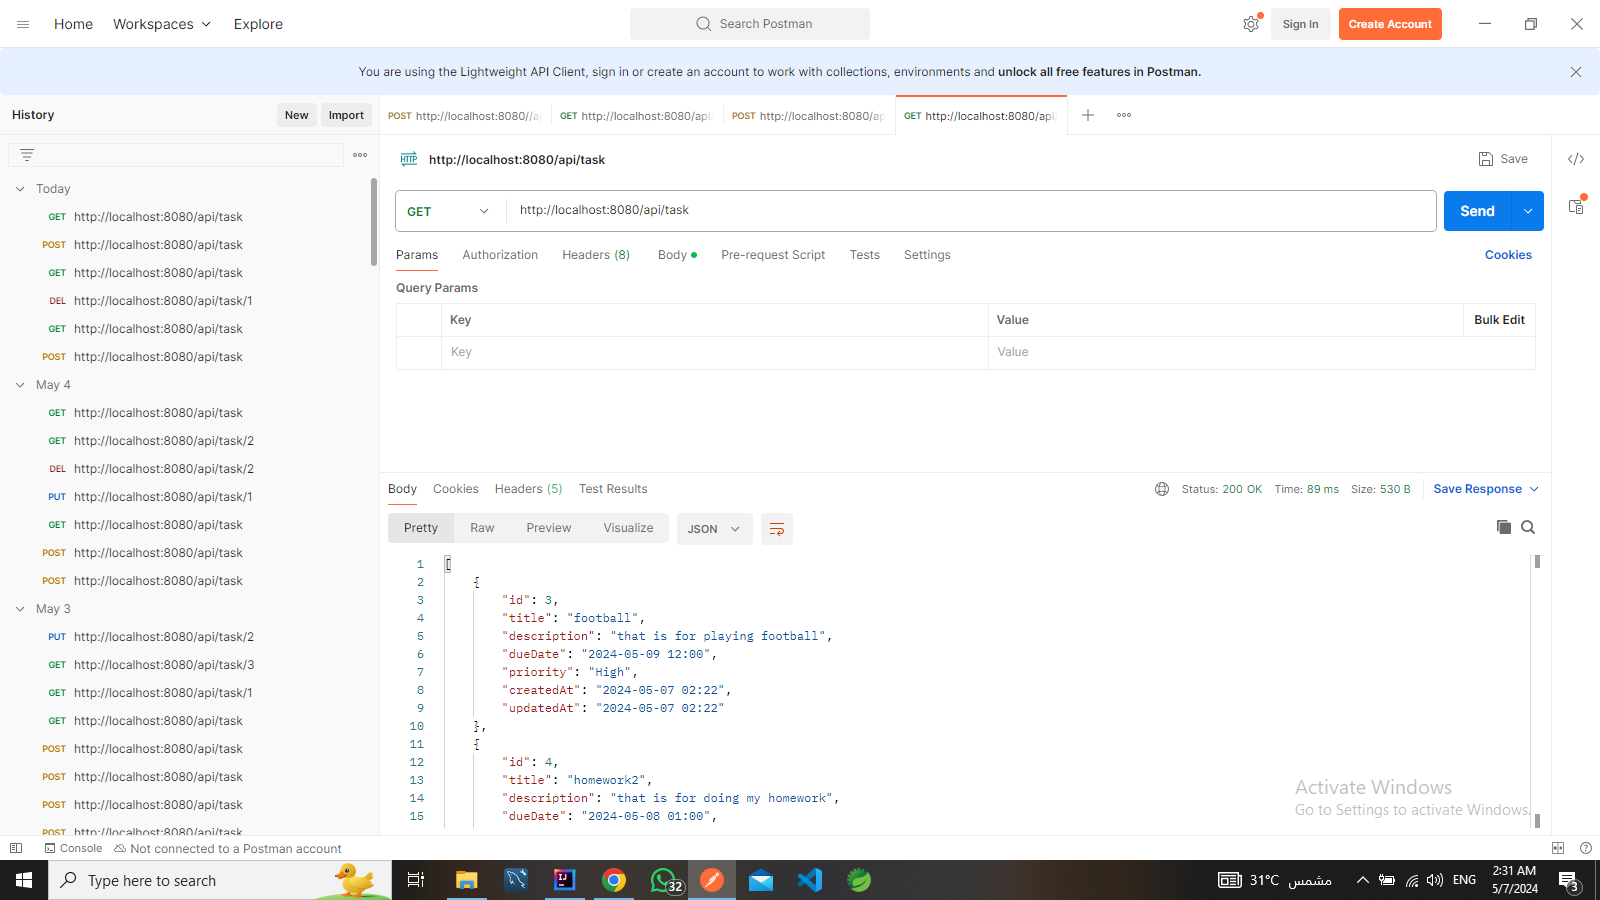 Home Workspaces Explore Search Postman Sign In Create Account
You are using the Lightweight API Client, sign in or create an account to work with collections, environments and unlock all free features in Postman.
History New Import
POST http://localhost:8080//a GET http://localhost:8080/api/ POST http://localhost:8080/ap GET http://localhost:8080/api/
HTTP http://localhost:8080/api/task Save
Today
GET http://localhost:8080/api/task
POST http://localhost:8080/api/task
GET http://localhost:8080/api/task
DEL http://localhost:8080/api/task/1
GET http://localhost:8080/api/task
POST http://localhost:8080/api/task
May 4
GET http://localhost:8080/api/task
GET http://localhost:8080/api/task/2
DEL http://localhost:8080/api/task/2
PUT http://localhost:8080/api/task/1
GET http://localhost:8080/api/task
POST http://localhost:8080/api/task
POST http://localhost:8080/api/task
May 3
PUT http://localhost:8080/api/task/2
GET http://localhost:8080/api/task/3
GET http://localhost:8080/api/task/1
GET http://localhost:8080/api/task
POST http://localhost:8080/api/task
POST http://localhost:8080/api/task
POST http://localhost:8080/api/task
POST http://localhost:8080/api/task
GET http://localhost:8080/api/task Send
Params Authorization Headers (8) Body Pre-request Script Tests Settings Cookies
Query Params
Key Value Bulk Edit
Key Value
Body Cookies Headers (5) Test Results Status: 200 OK Time: 89 ms Size: 530 B Save Response
Pretty Raw Preview Visualize JSON
1 [
2 {
3 "id": 3,
4 "title": "football",
5 "description": "that is for playing football",
6 "dueDate": "2024-05-09 12:00",
7 "priority": "High",
8 "createdAt": "2024-05-07 02:22",
9 "updatedAt": "2024-05-07 02:22"
10 },
11 {
12 "id": 4,
13 "title": "homework2",
14 "description": "that is for doing my homework",
15 "dueDate": "2024-05-08 01:00",
Activate Windows
Go to Settings to activate Windows.
Console Not connected to a Postman account
Type here to search 32 31°C مشمس ENG 2:31 AM
5/7/2024 3